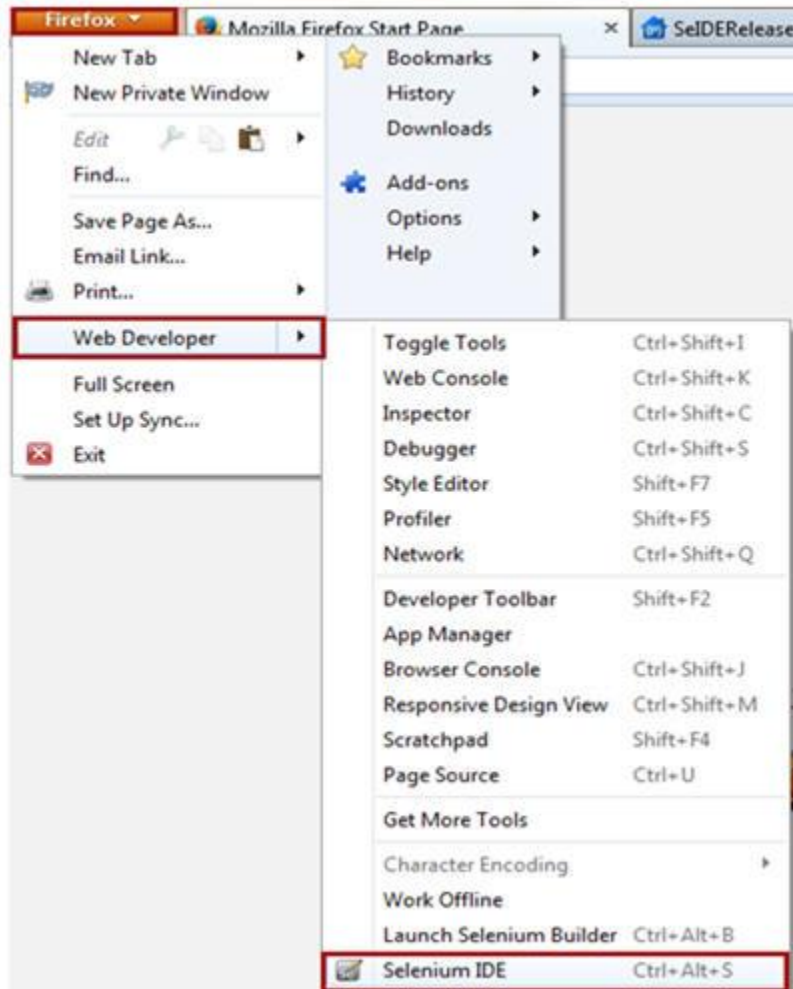 Firefox
Mozilla Firefox Start Page
SeIDERelease
New Tab
New Private Window
Edit
Find...
Save Page As...
Email Link...
Print...
Web Developer
Full Screen
Set Up Sync...
Exit
Bookmarks
History
Downloads
Add-ons
Options
Help
Toggle Tools Ctrl+Shift+I
Web Console Ctrl+Shift+K
Inspector Ctrl+Shift+C
Debugger Ctrl+Shift+S
Style Editor Shift+F7
Profiler Shift+F5
Network Ctrl+Shift+Q
Developer Toolbar Shift+F2
App Manager
Browser Console Ctrl+Shift+J
Responsive Design View Ctrl+Shift+M
Scratchpad Shift+F4
Page Source Ctrl+U
Get More Tools
Character Encoding
Work Offline
Launch Selenium Builder Ctrl+Alt+B
Selenium IDE Ctrl+Alt+S